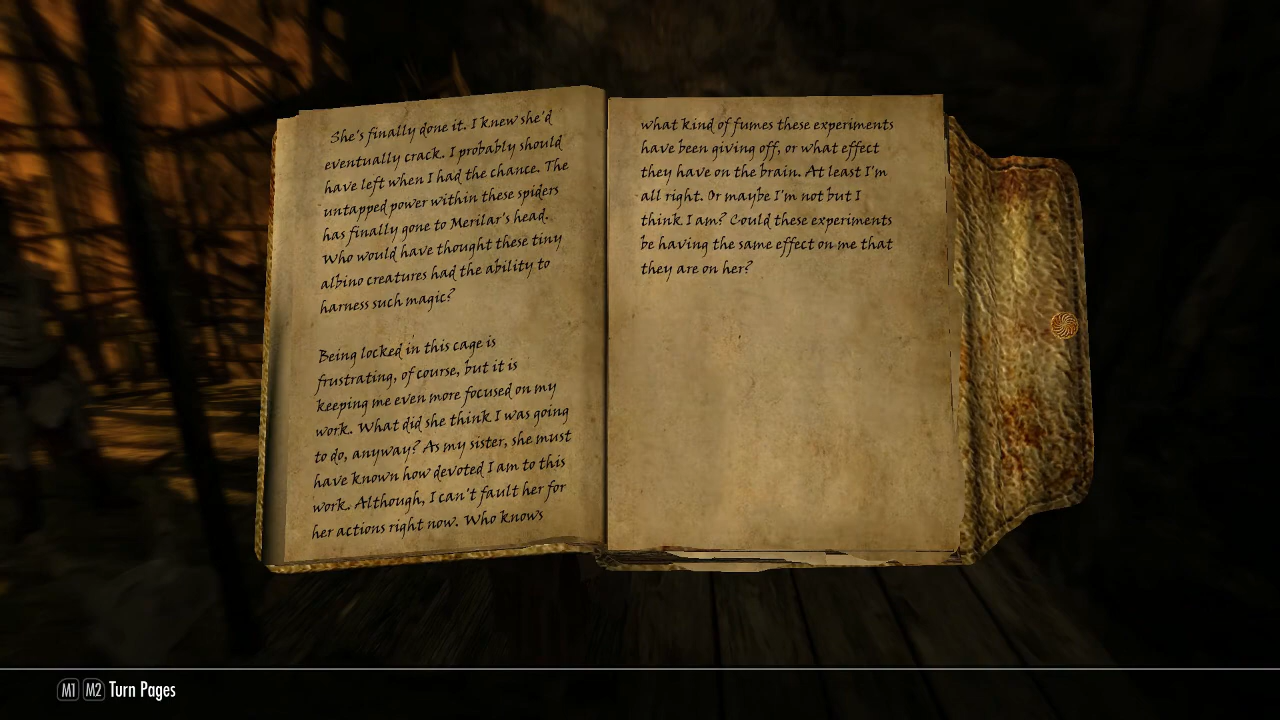 She's finally done it. I knew she'd
eventually crack. I probably should
have left when I had the chance. The
untapped power within these spiders
has finally gone to Merilar's head.
Who would have thought these tiny
albino creatures had the ability to
harness such magic?
Being locked in this cage is
frustrating, of course, but it is
keeping me even more focused on my
work. What did she think I was going
to do, anyway? As my sister, she must
have known how devoted I am to this
work. Although, I can't fault her for
her actions right now. Who knows
what kind of fumes these experiments
have been giving off, or what effect
they have on the brain. At least I'm
all right. Or maybe I'm not but I
think I am? Could these experiments
be having the same effect on me that
they are on her?
M1 M2 Turn Pages